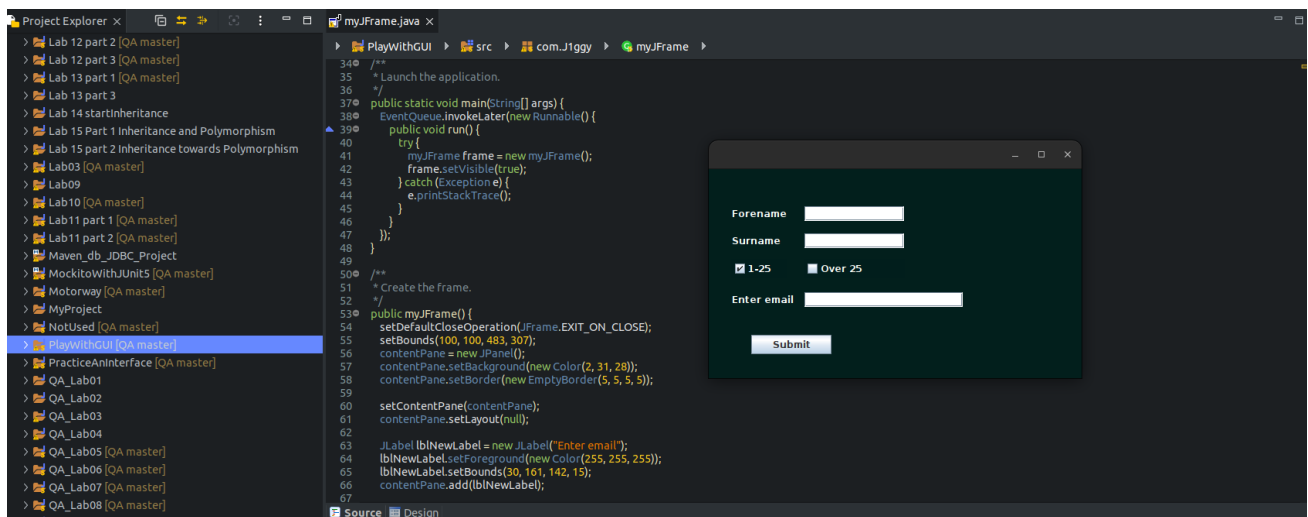 Project Explorer ×
Lab 12 part 2 [QA master]
Lab 12 part 3 [QA master]
Lab 13 part 1 [QA master]
Lab 13 part 3
Lab 14 startInheritance
Lab 15 Part 1 Inheritance and Polymorphism
Lab 15 part 2 Inheritance towards Polymorphism
Lab03 [QA master]
Lab09
Lab10 [QA master]
Lab11 part 1 [QA master]
Lab11 part 2 [QA master]
Maven_db_JDBC_Project
MockitoWithJUnit5 [QA master]
Motorway [QA master]
MyProject
NotUsed [QA master]
PlayWithGUI [QA master]
PracticeAnInterface [QA master]
QA_Lab01
QA_Lab02
QA_Lab03
QA_Lab04
QA_Lab05 [QA master]
QA_Lab06 [QA master]
QA_Lab07 [QA master]
QA_Lab08 [QA master]
myJFrame.java ×
PlayWithGUI src com.J1ggy myJFrame
34 /**
35 * Launch the application.
36 */
37 public static void main(String[] args) {
38 EventQueue.invokeLater(new Runnable() {
39 public void run() {
40 try {
41 myJFrame frame = new myJFrame();
42 frame.setVisible(true);
43 } catch (Exception e) {
44 e.printStackTrace();
45 }
46 }
47 });
48 }
49
50 /**
51 * Create the frame.
52 */
53 public myJFrame() {
54 setDefaultCloseOperation(JFrame.EXIT_ON_CLOSE);
55 setBounds(100, 100, 483, 307);
56 contentPane = new JPanel();
57 contentPane.setBackground(new Color(2, 31, 28));
58 contentPane.setBorder(new EmptyBorder(5, 5, 5, 5));
59
60 setContentPane(contentPane);
61 contentPane.setLayout(null);
62
63 JLabel lblNewLabel = new JLabel("Enter email");
64 lblNewLabel.setForeground(new Color(255, 255, 255));
65 lblNewLabel.setBounds(30, 161, 142, 15);
66 contentPane.add(lblNewLabel);
67
Source Design
Forename
Surname
1-25 Over 25
Enter email
Submit